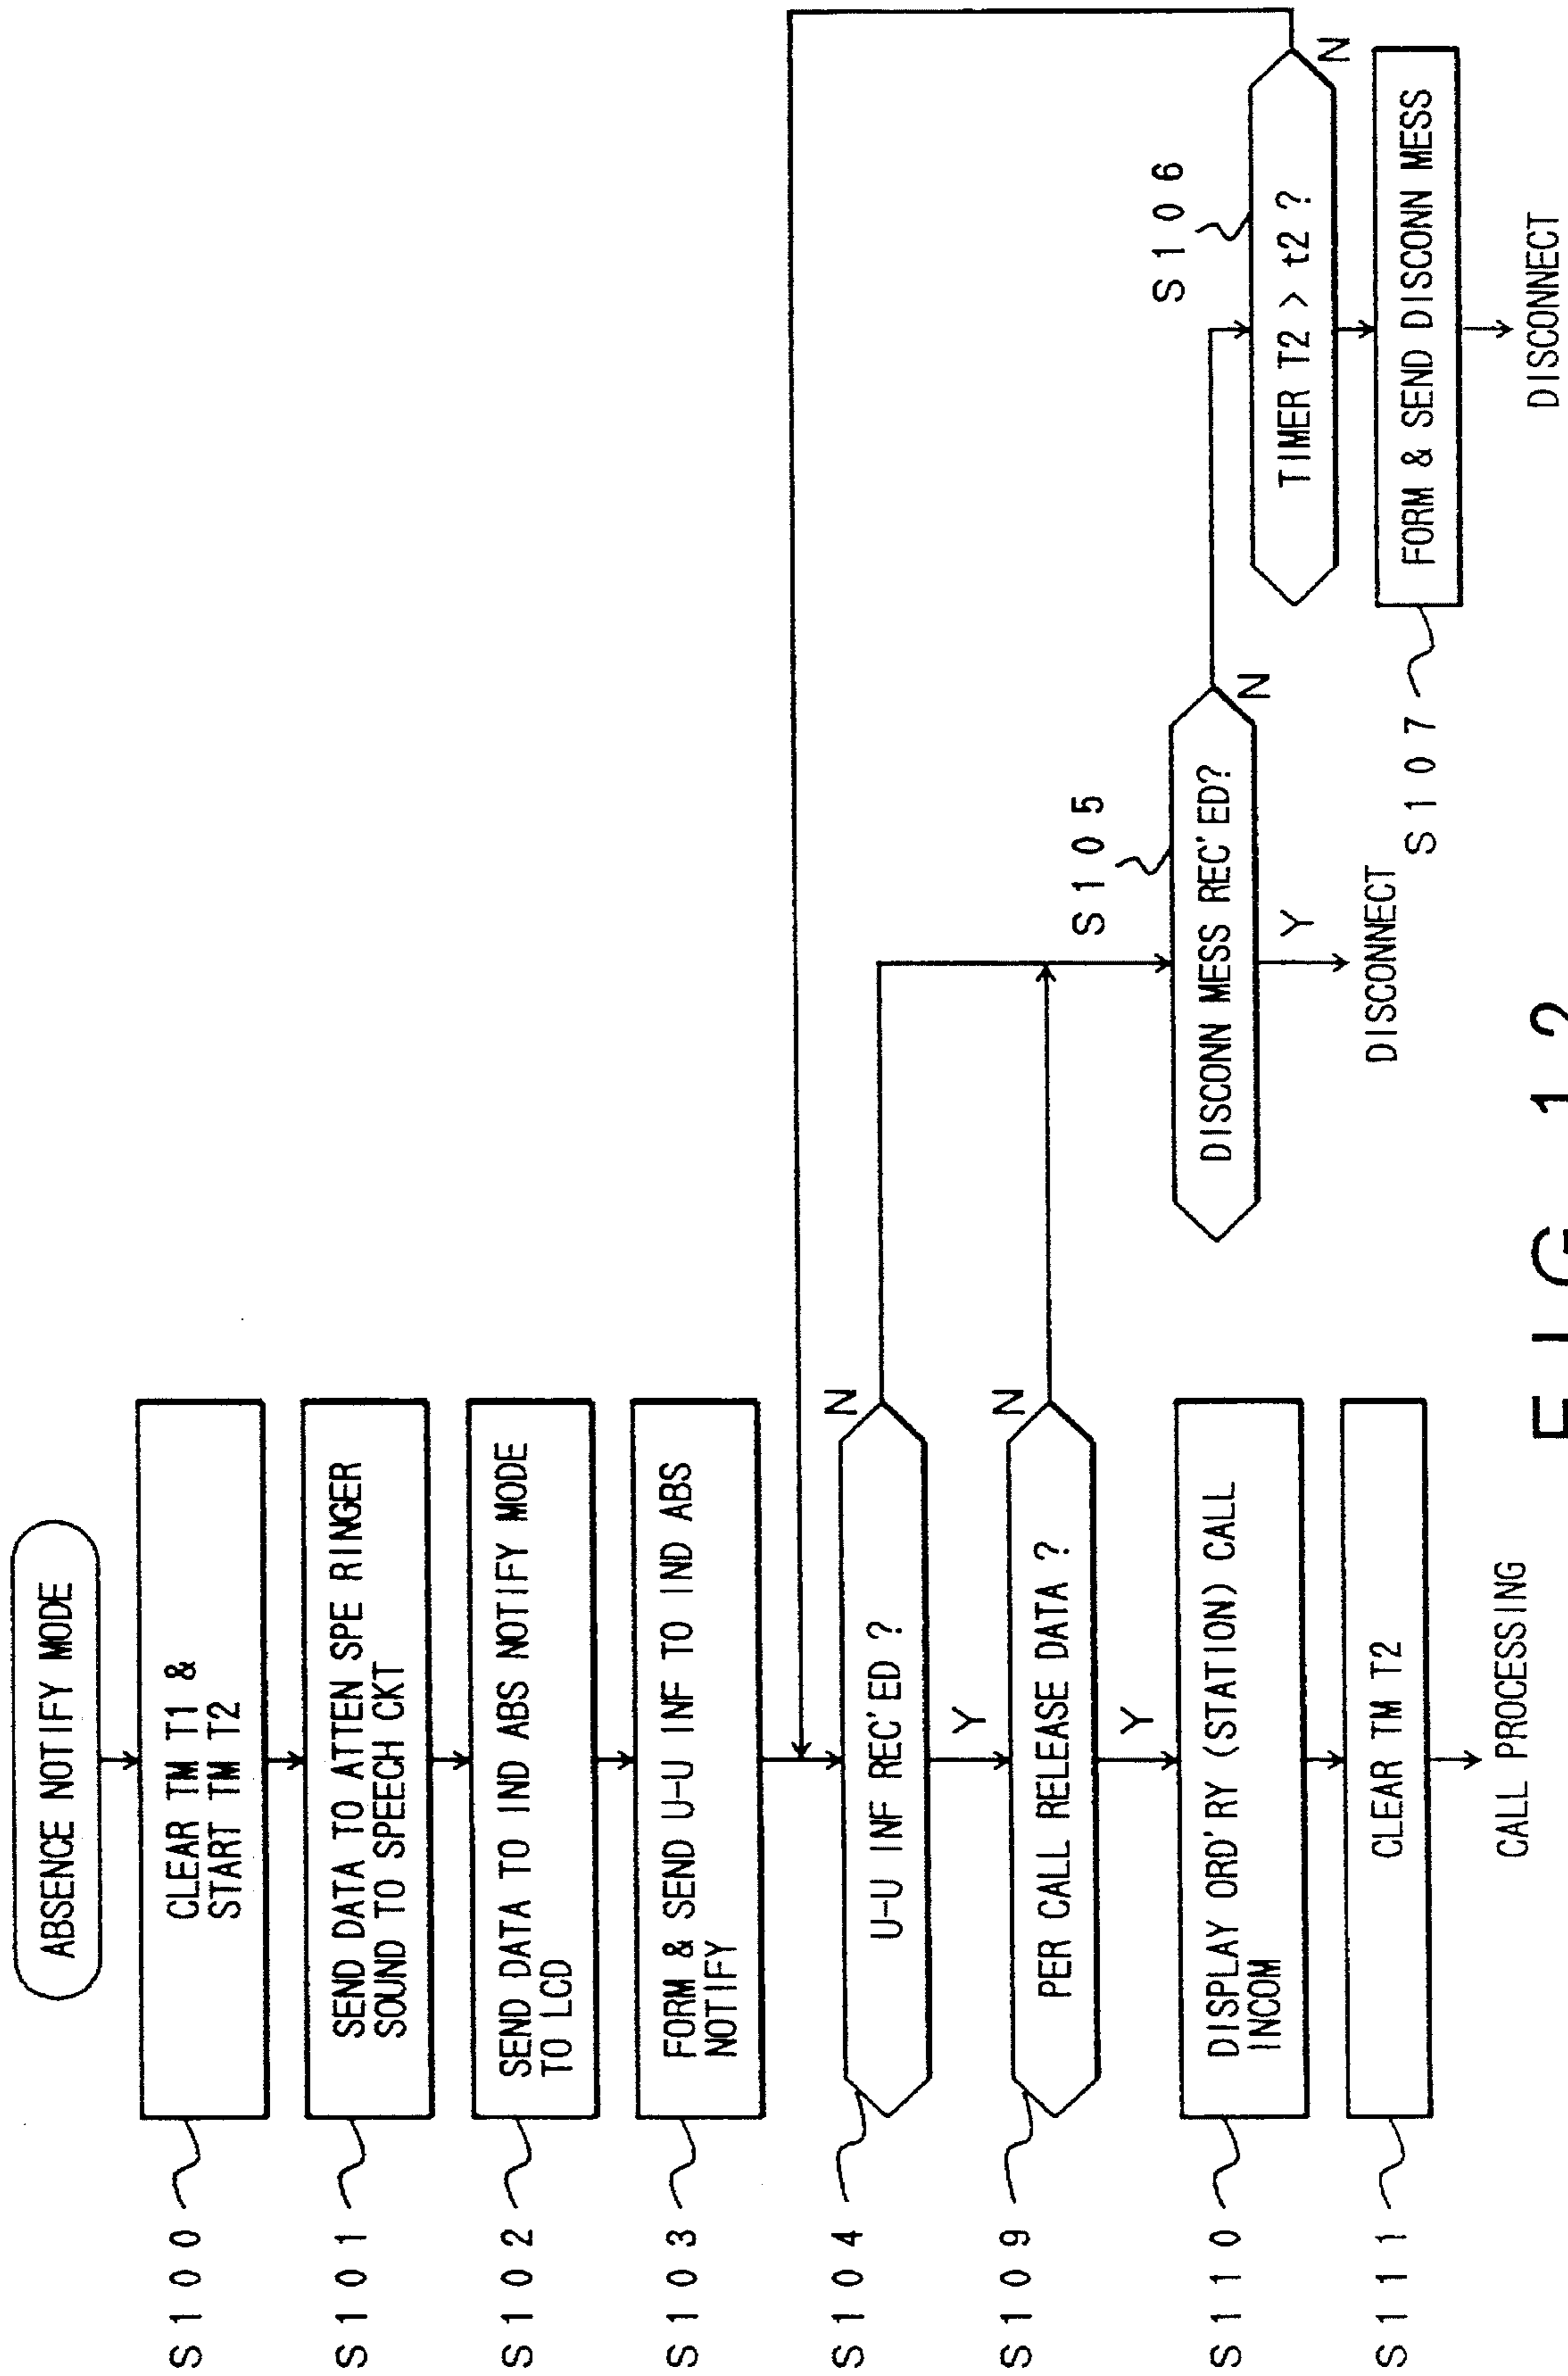 ABSENCE NOTIFY MODE
S100
CLEAR TM T1 &
START TM T2
S101
SEND DATA TO ATTEN SPE RINGER
SOUND TO SPEECH CKT
S102
SEND DATA TO IND ABS NOTIFY MODE
TO LCD
S103
FORM & SEND U-U INF TO IND ABS
NOTIFY
S104
U-U INF REC'ED ?
N
Y
S109
PER CALL RELEASE DATA ?
N
Y
S110
DISPLAY ORD'RY (STATION) CALL
INCOM
S111
CLEAR TM T2
CALL PROCESSING
S105
DISCONN MESS REC'ED?
N
Y
DISCONNECT
S106
TIMER T2 > t2 ?
N
S107
FORM & SEND DISCONN MESS
DISCONNECT
FIG. 12